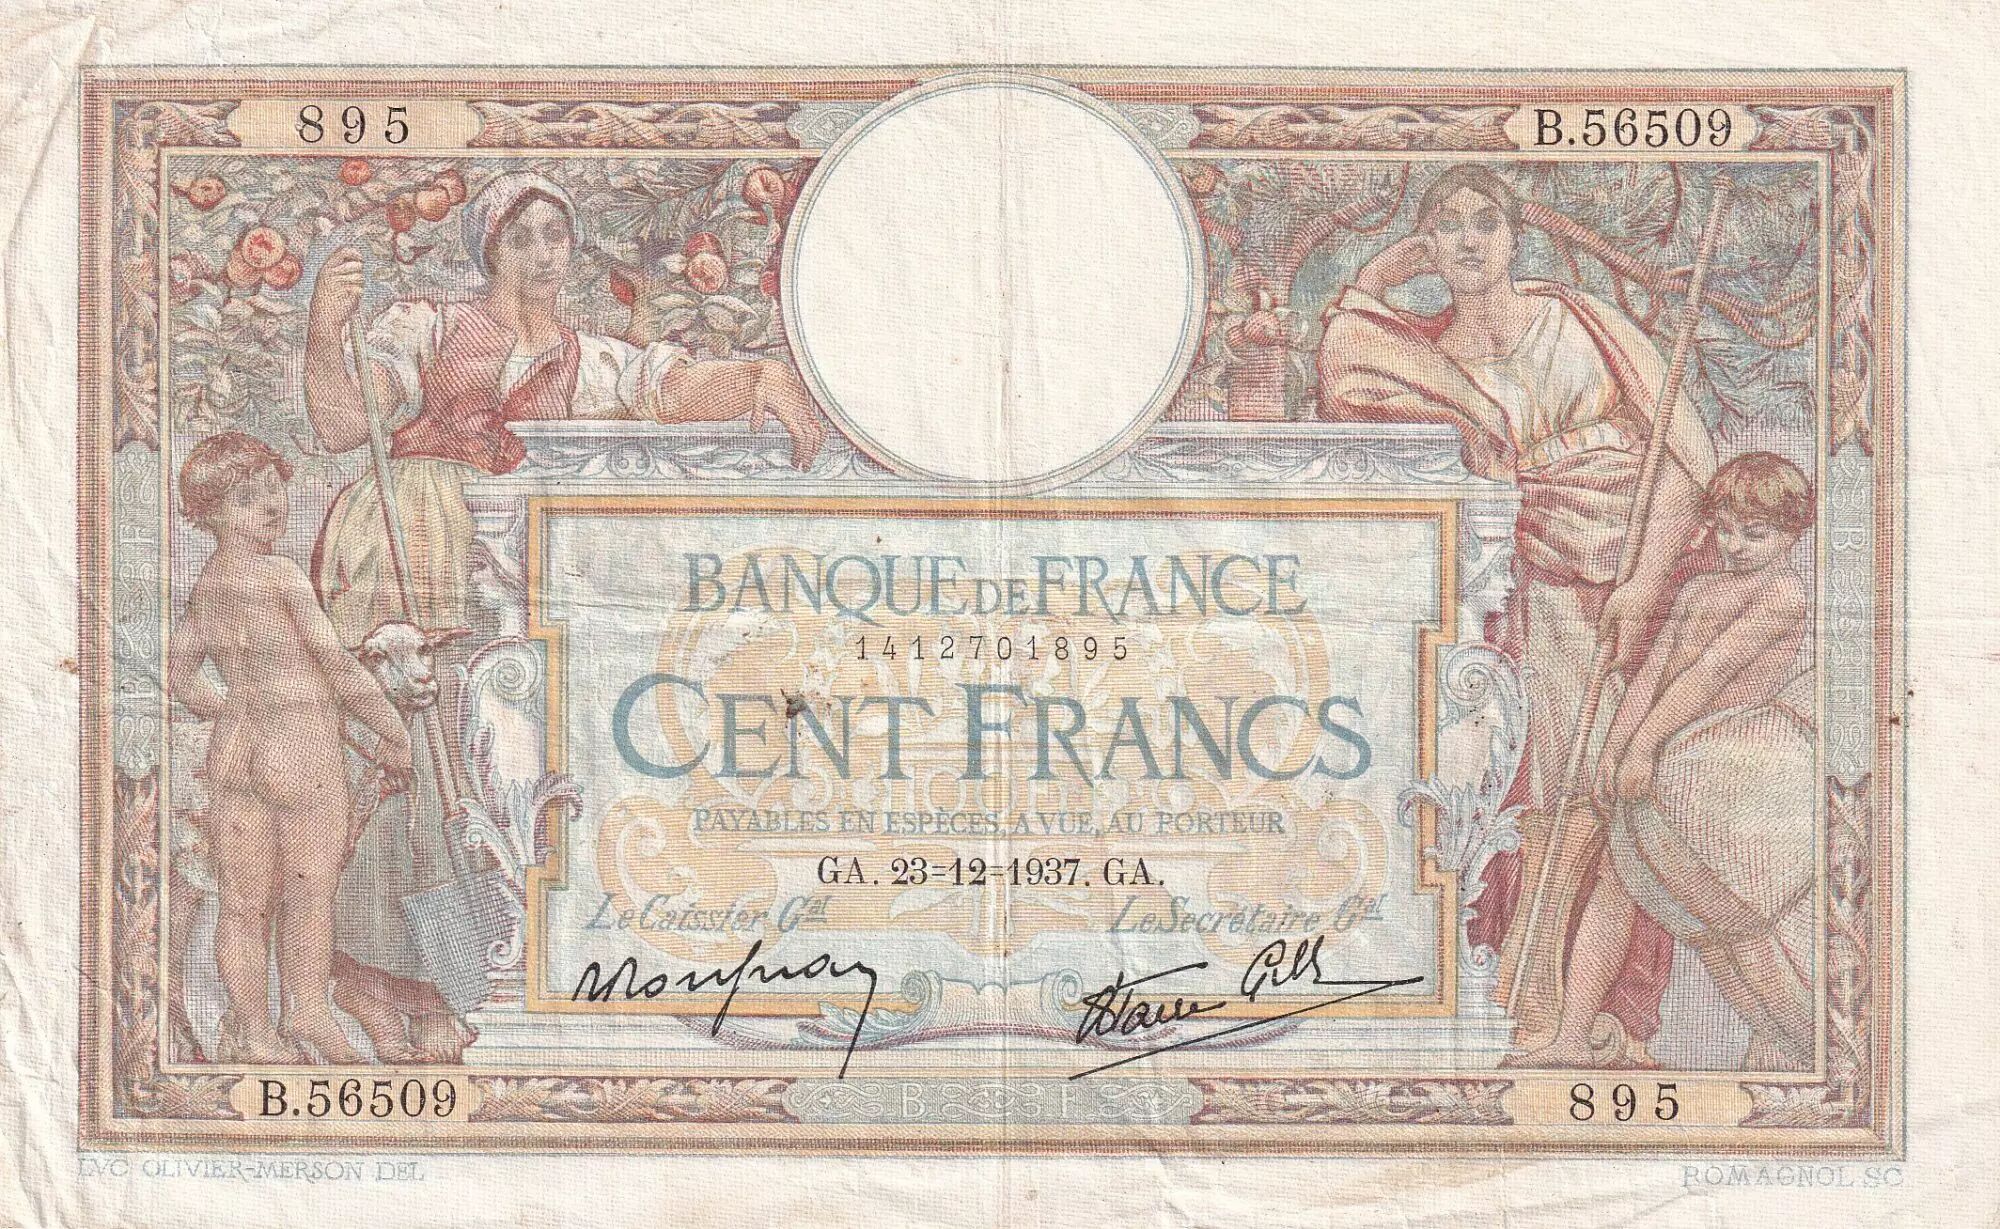 895
B.56509
BANQUE DE FRANCE
1412701895
CENT FRANCS
PAYABLES EN ESPÈCES, A VUE, AU PORTEUR
GA. 23=12=1937. GA.
Le Caissier Gal
Le Secrétaire Gal
B.56509
B F
895
LVC OLIVIER-MERSON DEL
ROMAGNOL SC